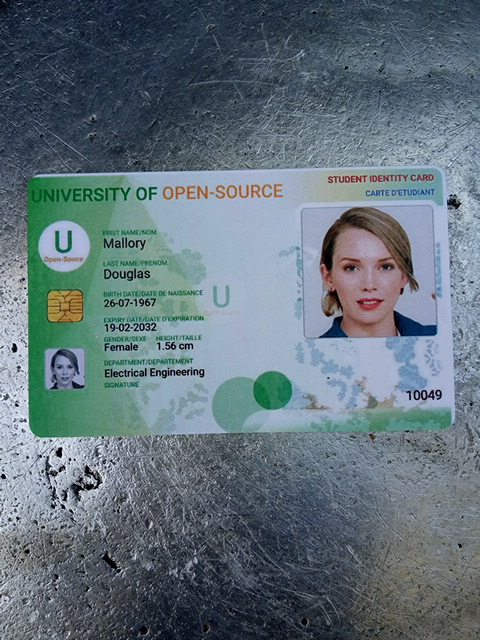 UNIVERSITY OF OPEN-SOURCE
STUDENT IDENTITY CARD
CARTE D'ETUDIANT
U
Open-Souce
FIRST NAME/NOM
Mallory
LAST NAME/PRENOM
Douglas
U
BIRTH DATE/DATE DE NAISSANCE
26-07-1967
EXPIRY DATE/DATE D'EXPIRATION
19-02-2032
GENDER/SEXE HEIGHT/TAILLE
Female 1.56 cm
DEPARTMENT/DEPARTEMENT
Electrical Engineering
SIGNATURE
10049